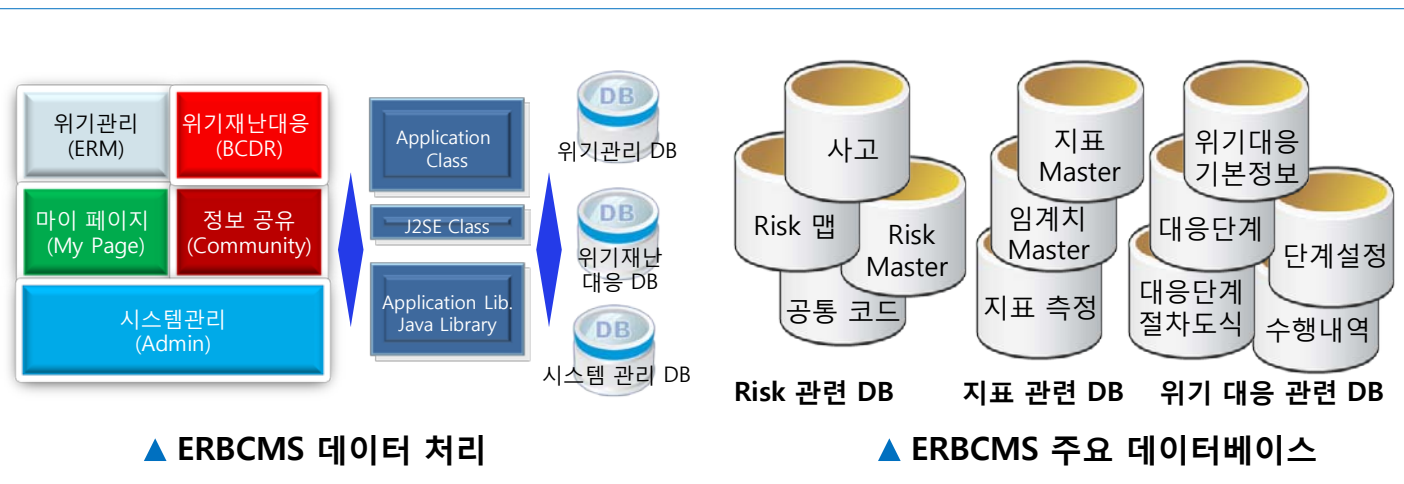 위기관리
(ERM)
위기재난대응
(BCDR)
마이 페이지
(My Page)
정보 공유
(Community)
시스템관리
(Admin)
Application
Class
J2SE Class
Application Lib.
Java Library
DB
위기관리 DB
DB
위기재난
대응 DB
DB
시스템 관리 DB
▲ ERBCMS 데이터 처리
사고
Risk 맵
Risk
Master
공통 코드
Risk 관련 DB
지표
Master
임계치
Master
지표 측정
지표 관련 DB
위기대응
기본정보
대응단계
단계설정
대응단계
절차도식
수행내역
위기 대응 관련 DB
▲ ERBCMS 주요 데이터베이스